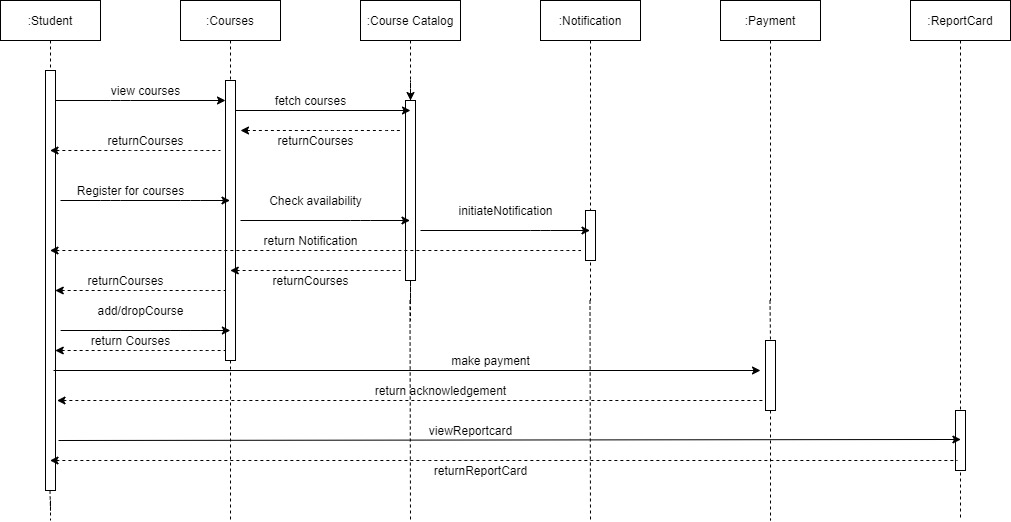 :Student
:Courses
:Course Catalog
:Notification
:Payment
:ReportCard
view courses
fetch courses
returnCourses
returnCourses
Register for courses
Check availability
initiateNotification
return Notification
returnCourses
returnCourses
add/dropCourse
return Courses
make payment
return acknowledgement
viewReportcard
returnReportCard